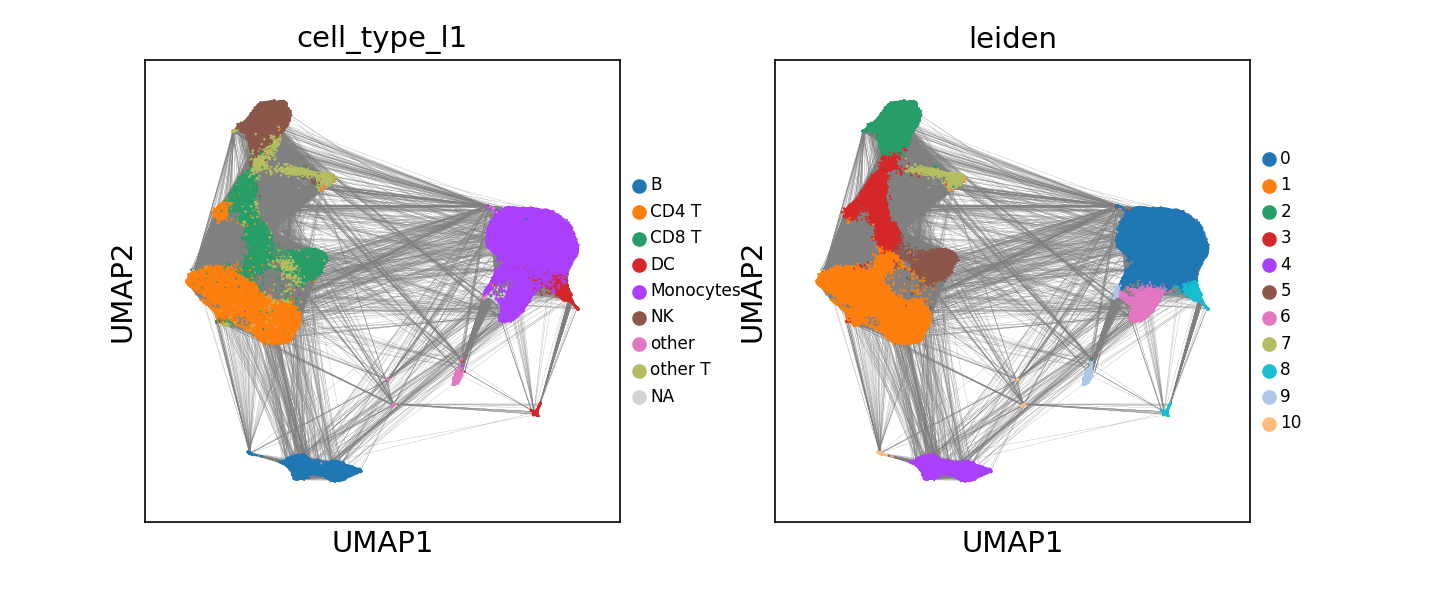 cell_type_l1
UMAP2
UMAP1
B
CD4 T
CD8 T
DC
Monocytes
NK
other
other T
NA
leiden
UMAP2
UMAP1
0
1
2
3
4
5
6
7
8
9
10